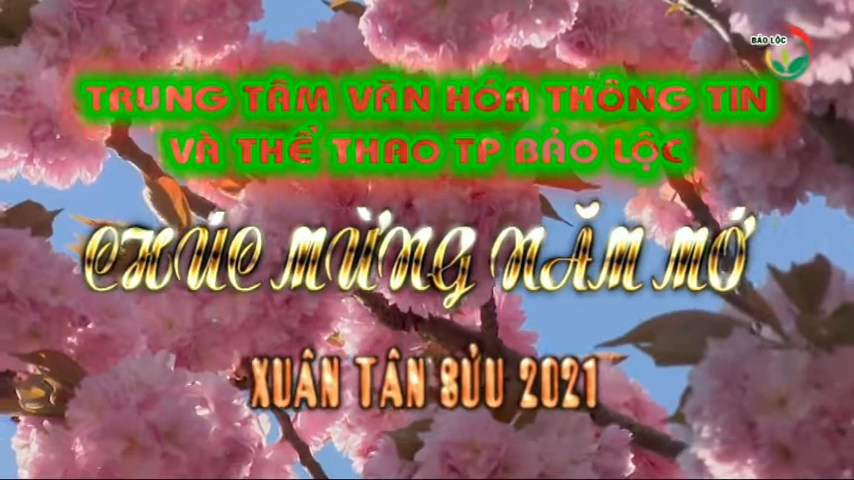 BẢO LỘC
TRUNG TÂM VĂN HÓA THÔNG TIN
VÀ THỂ THAO TP BẢO LỘC
CHÚC MỪNG NĂM MỚ
XUÂN TÂN SỬU 2021